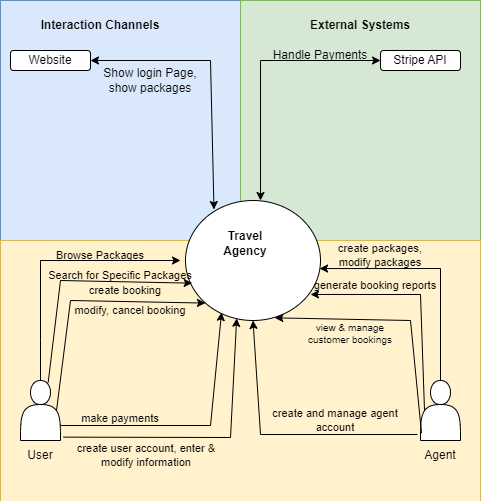 Interaction Channels
External Systems
Website
Show login Page,
show packages
Handle Payments
Stripe API
Travel
Agency
Browse Packages
Search for Specific Packages
create booking
modify, cancel booking
create packages,
modify packages
generate booking reports
view & manage
customer bookings
make payments
create user account, enter &
modify information
create and manage agent
account
User
Agent